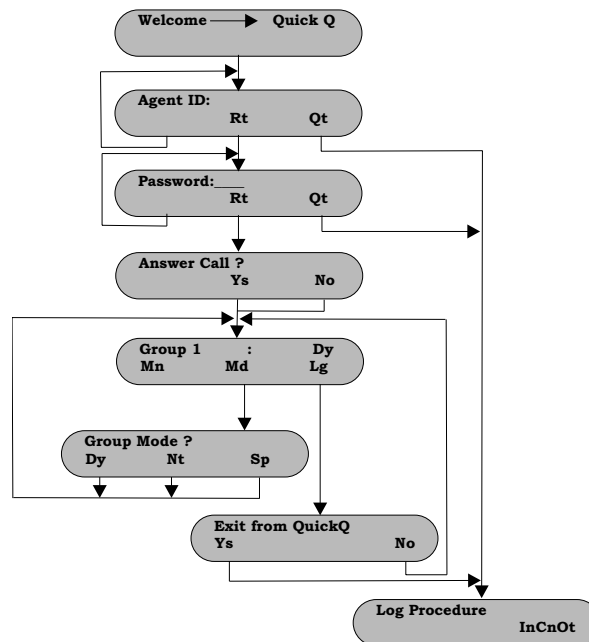 Welcome Quick Q
Agent ID:
Rt Qt
Password:___
Rt Qt
Answer Call ?
Ys No
Group 1 : Dy
Mn Md Lg
Group Mode ?
Dy Nt Sp
Exit from QuickQ
Ys No
Log Procedure
InCnOt